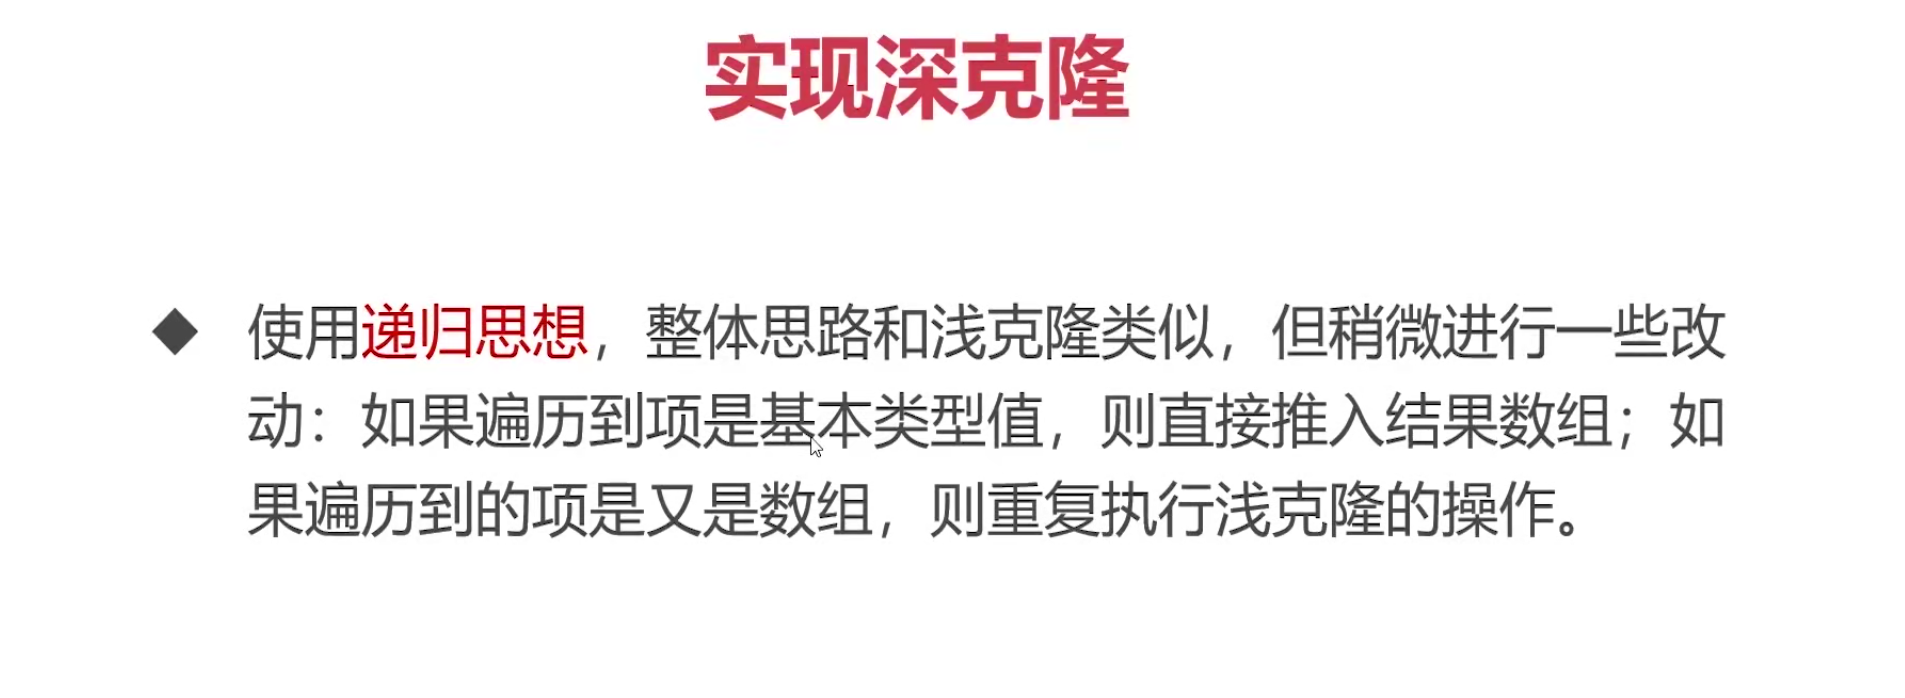 实现深克隆
使用递归思想，整体思路和浅克隆类似，但稍微进行一些改
动：如果遍历到项是基本类型值，则直接推入结果数组；如
果遍历到的项是又是数组，则重复执行浅克隆的操作。